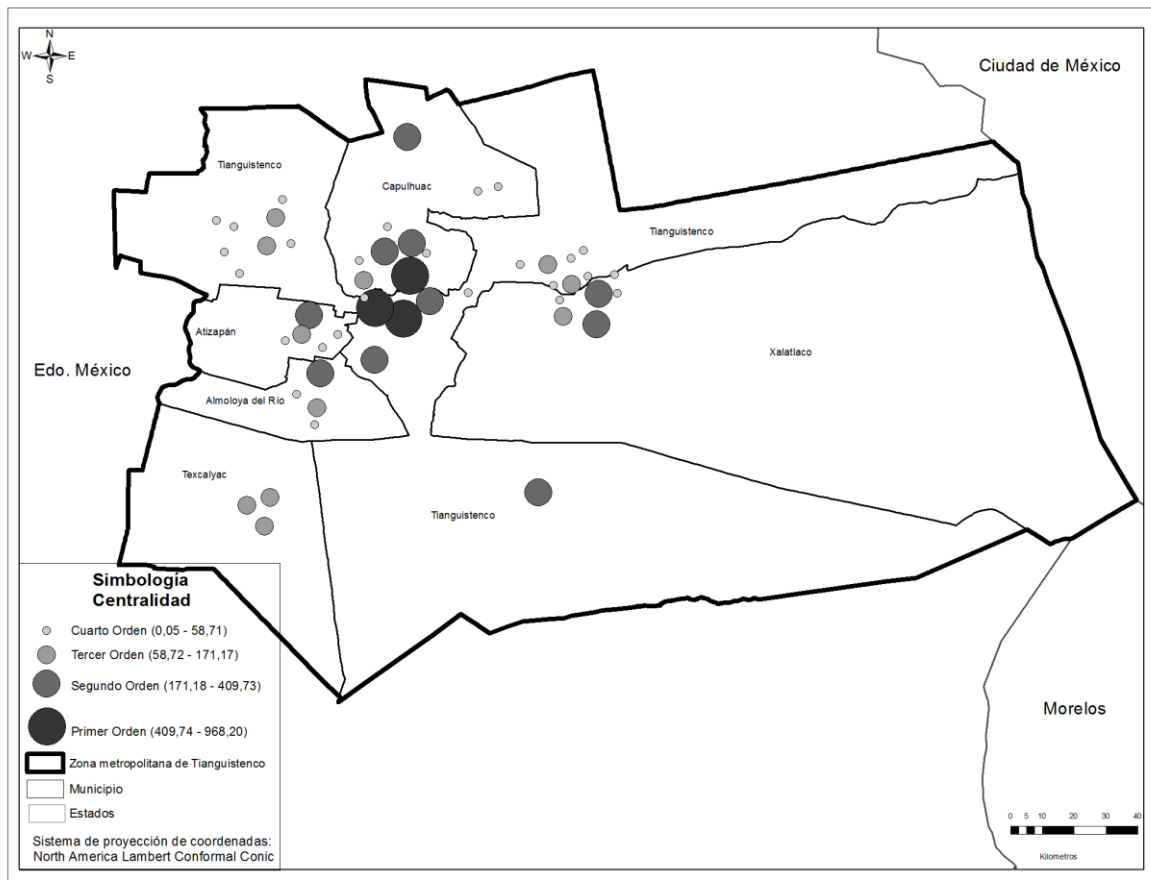 N
W E
S
Ciudad de México
Tianguistenco
Capulhuac
Tianguistenco
Atizapán
Xalatlaco
Edo. México
Almoloya del Río
Texcalyac
Tianguistenco
Simbología
Centralidad
Cuarto Orden (0,05 - 58,71)
Tercer Orden (58,72 - 171,17)
Segundo Orden (171,18 - 409,73)
Primer Orden (409,74 - 968,20)
Zona metropolitana de Tianguistenco
Municipio
Estados
Sistema de proyección de coordenadas:
North America Lambert Conformal Conic
Morelos
0 5 10 20 30 40
Kilometros